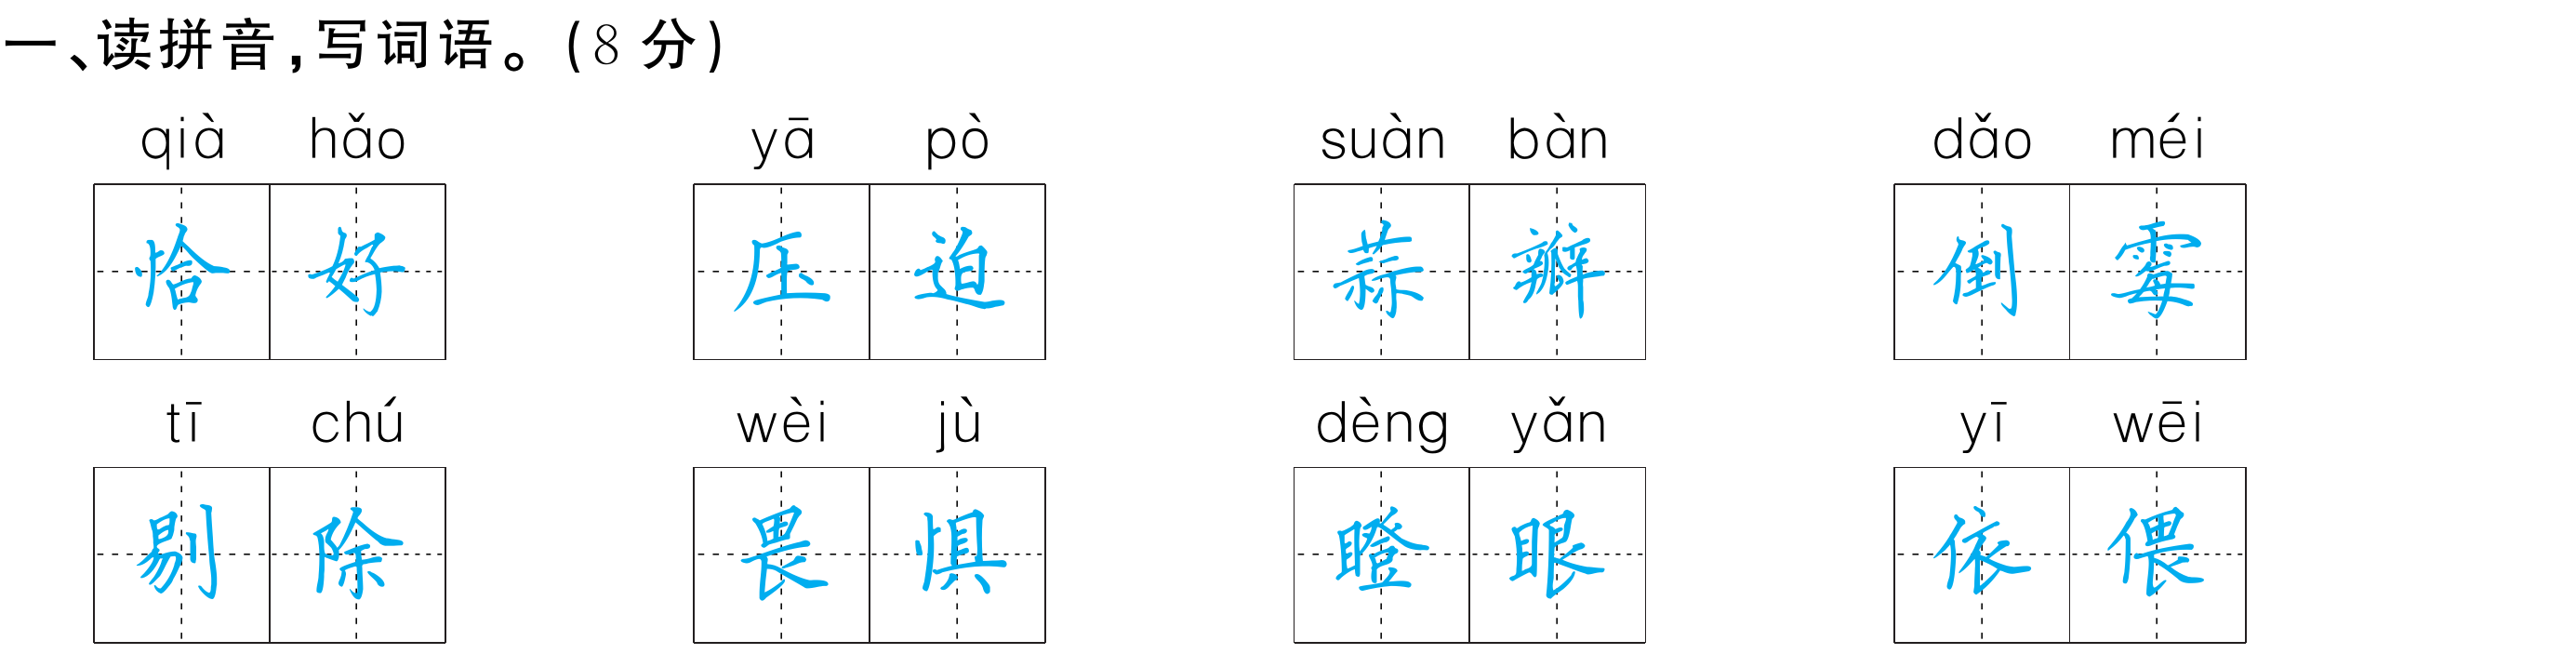 一、读拼音,写词语。(8 分)
qià hǎo yā pò suàn bàn dǎo méi
恰好 压迫 蒜瓣 倒霉
tī chú wèi jù dèng yǎn yī wēi
剔除 畏惧 瞪眼 依偎